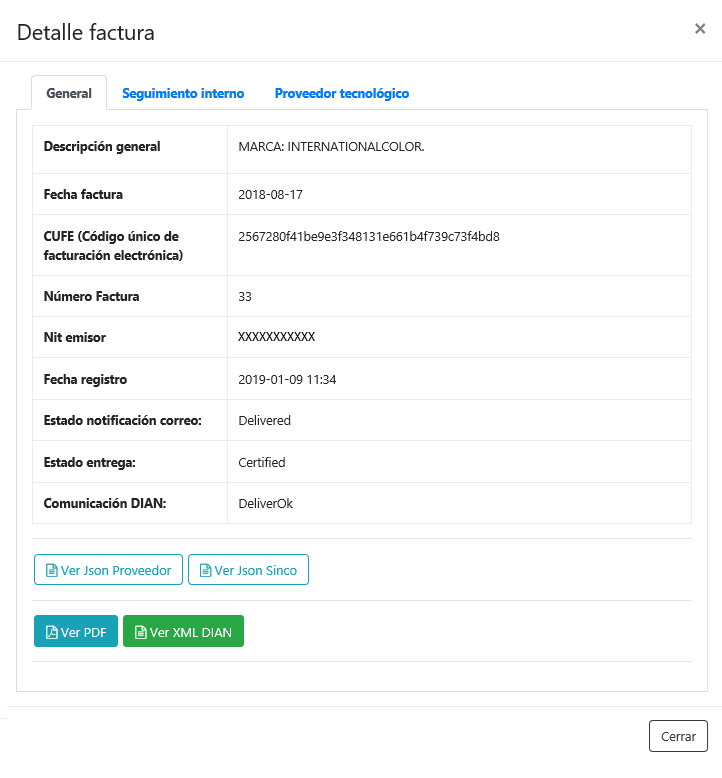 Detalle factura ×
General Seguimiento interno Proveedor tecnológico
Descripción general MARCA: INTERNATIONALCOLOR.
Fecha factura 2018-08-17
CUFE (Código único de facturación electrónica) 2567280f41be9e3f348131e661b4f739c73f4bd8
Número Factura 33
Nit emisor XXXXXXXXXXX
Fecha registro 2019-01-09 11:34
Estado notificación correo: Delivered
Estado entrega: Certified
Comunicación DIAN: DeliverOk
Ver Json Proveedor Ver Json Sinco
Ver PDF Ver XML DIAN
Cerrar